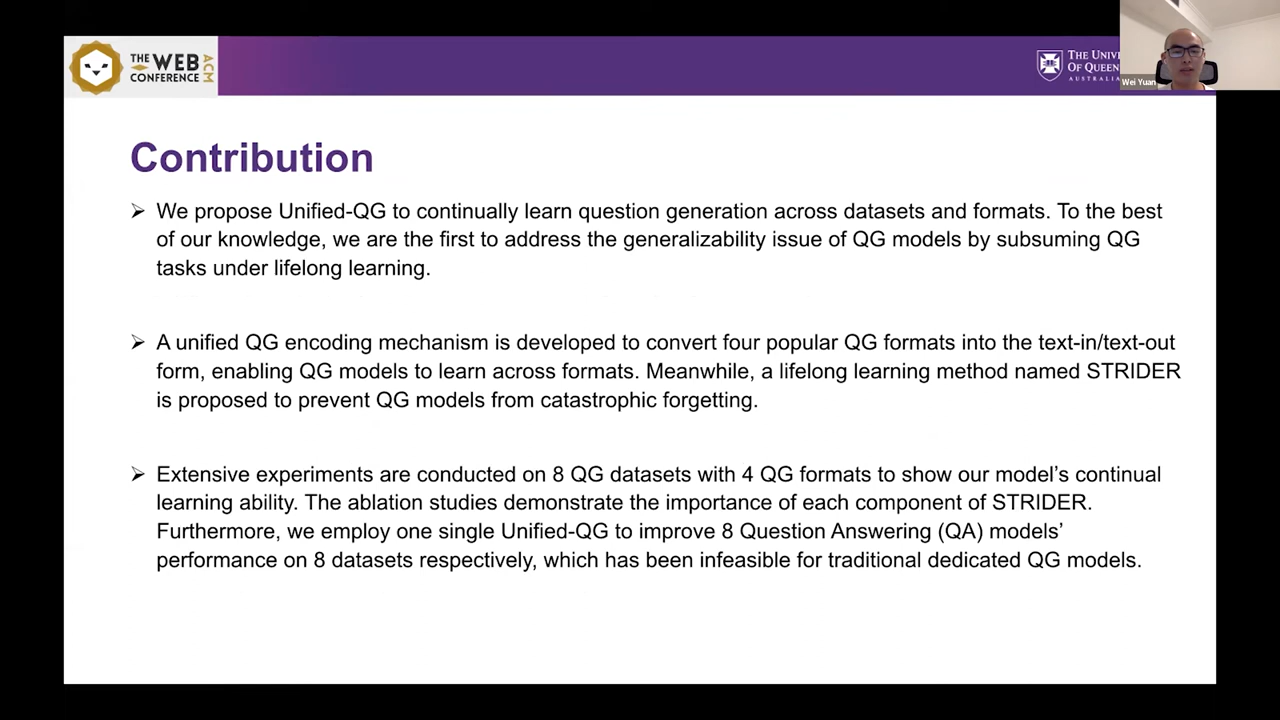 THE WEB
CONFERENCE
ACM
THE UNIV
OF QUEEN
AUSTRALIA
Wei Yuan
Contribution
➢ We propose Unified-QG to continually learn question generation across datasets and formats. To the best
of our knowledge, we are the first to address the generalizability issue of QG models by subsuming QG
tasks under lifelong learning.
➢ A unified QG encoding mechanism is developed to convert four popular QG formats into the text-in/text-out
form, enabling QG models to learn across formats. Meanwhile, a lifelong learning method named STRIDER
is proposed to prevent QG models from catastrophic forgetting.
➢ Extensive experiments are conducted on 8 QG datasets with 4 QG formats to show our model’s continual
learning ability. The ablation studies demonstrate the importance of each component of STRIDER.
Furthermore, we employ one single Unified-QG to improve 8 Question Answering (QA) models’
performance on 8 datasets respectively, which has been infeasible for traditional dedicated QG models.